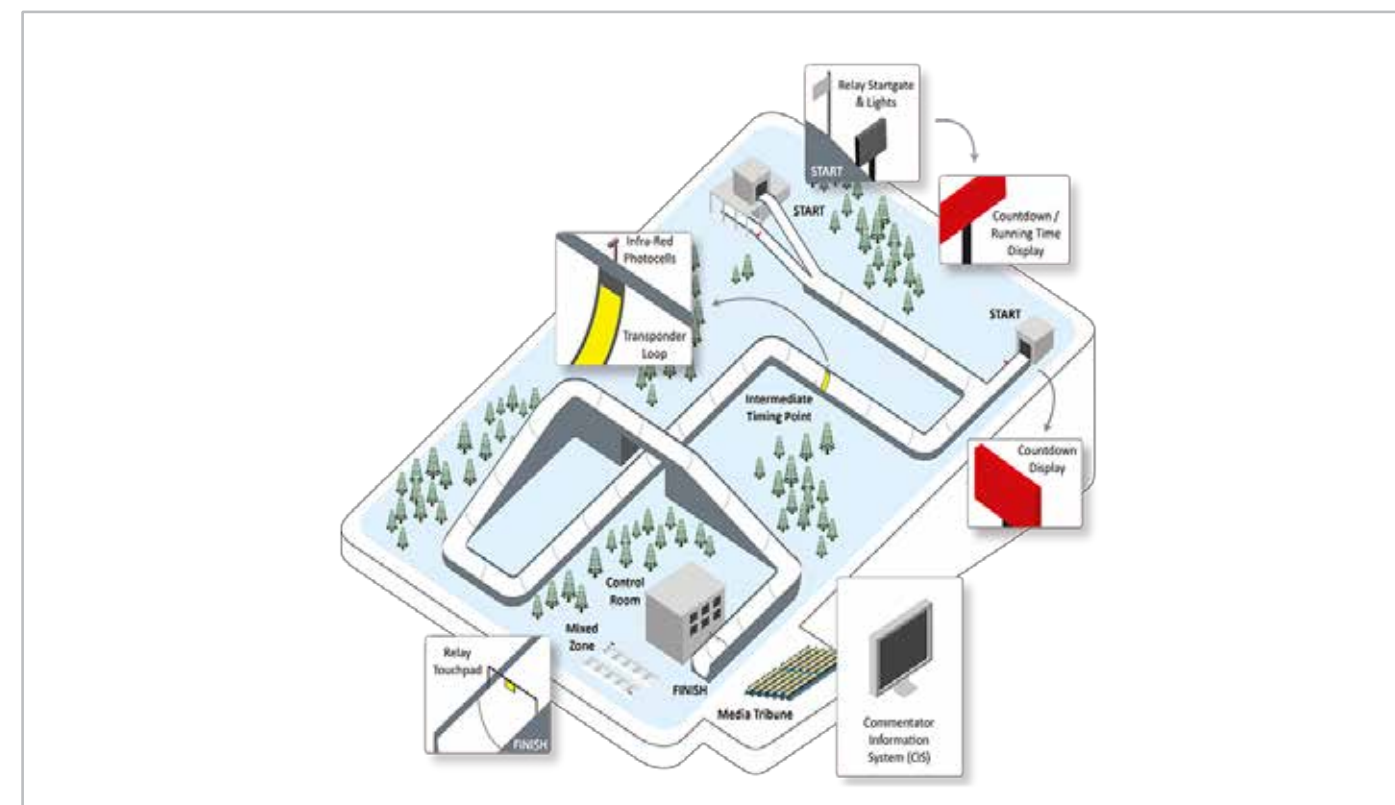 Relay Startgate
& Lights
START
START
Countdown /
Running Time
Display
Infra-Red
Photocells
Transponder
Loop
START
Intermediate
Timing Point
Countdown
Display
Control
Room
Mixed
Zone
Relay
Touchpad
FINISH
FINISH
Media Tribune
Commentator
Information
System (CIS)